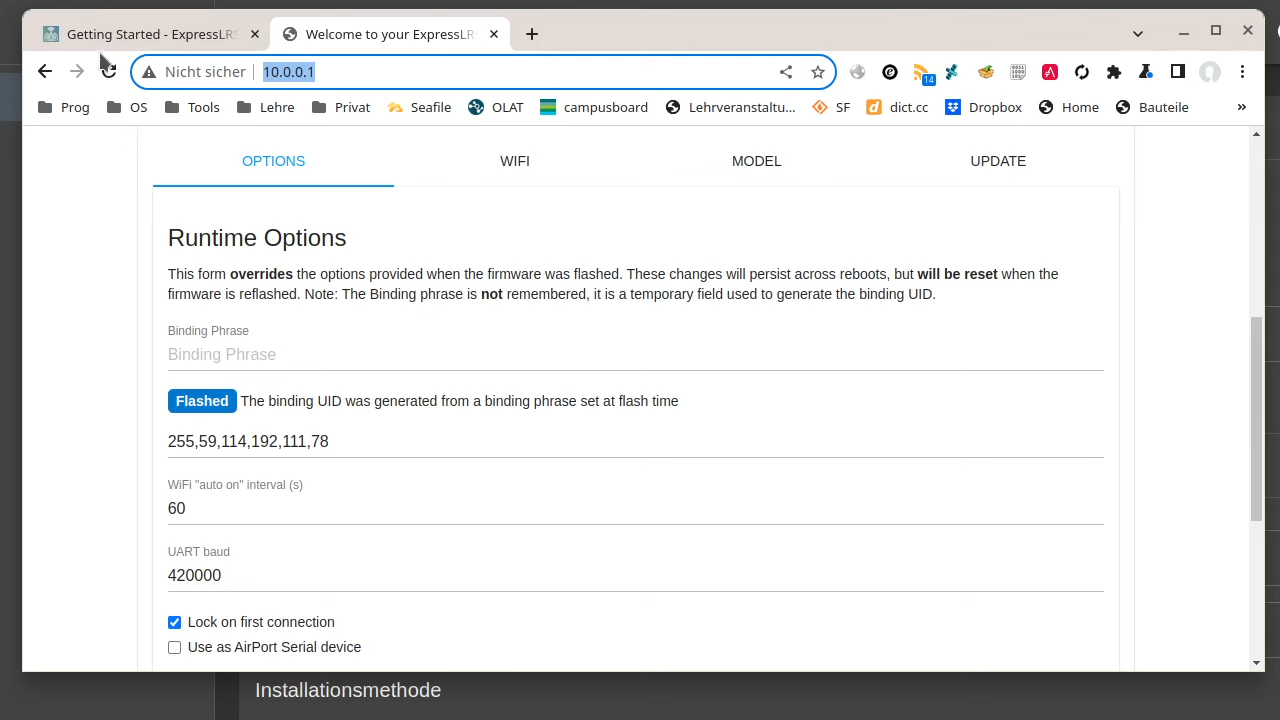 Getting Started - ExpressLRS
Welcome to your ExpressLR
Nicht sicher
10.0.0.1
14
Prog
OS
Tools
Lehre
Privat
Seafile
OLAT
campusboard
Lehrveranstaltu...
SF
dict.cc
Dropbox
Home
Bauteile
»
OPTIONS
WIFI
MODEL
UPDATE
Runtime Options
This form overrides the options provided when the firmware was flashed. These changes will persist across reboots, but will be reset when the
firmware is reflashed. Note: The Binding phrase is not remembered, it is a temporary field used to generate the binding UID.
Binding Phrase
Binding Phrase
Flashed The binding UID was generated from a binding phrase set at flash time
255,59,114,192,111,78
WiFi "auto on" interval (s)
60
UART baud
420000
Lock on first connection
Use as AirPort Serial device
Installationsmethode